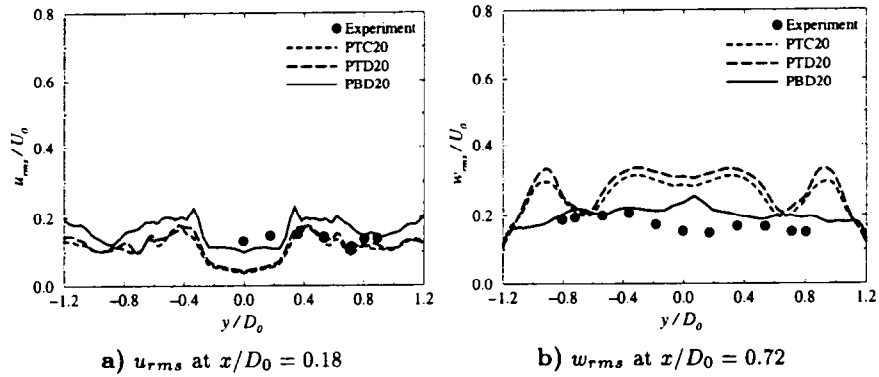 0.8
0.6
0.4
0.2
0.0
u_rms/U_0
Experiment
PTC20
PTD20
PBD20
-1.2 -0.8 -0.4 0.0 0.4 0.8 1.2
y/D_0
a) u_rms at x/D_0 = 0.18
0.8
0.6
0.4
0.2
0.0
w_rms/U_0
Experiment
PTC20
PTD20
PBD20
-1.2 -0.8 -0.4 0.0 0.4 0.8 1.2
y/D_0
b) w_rms at x/D_0 = 0.72